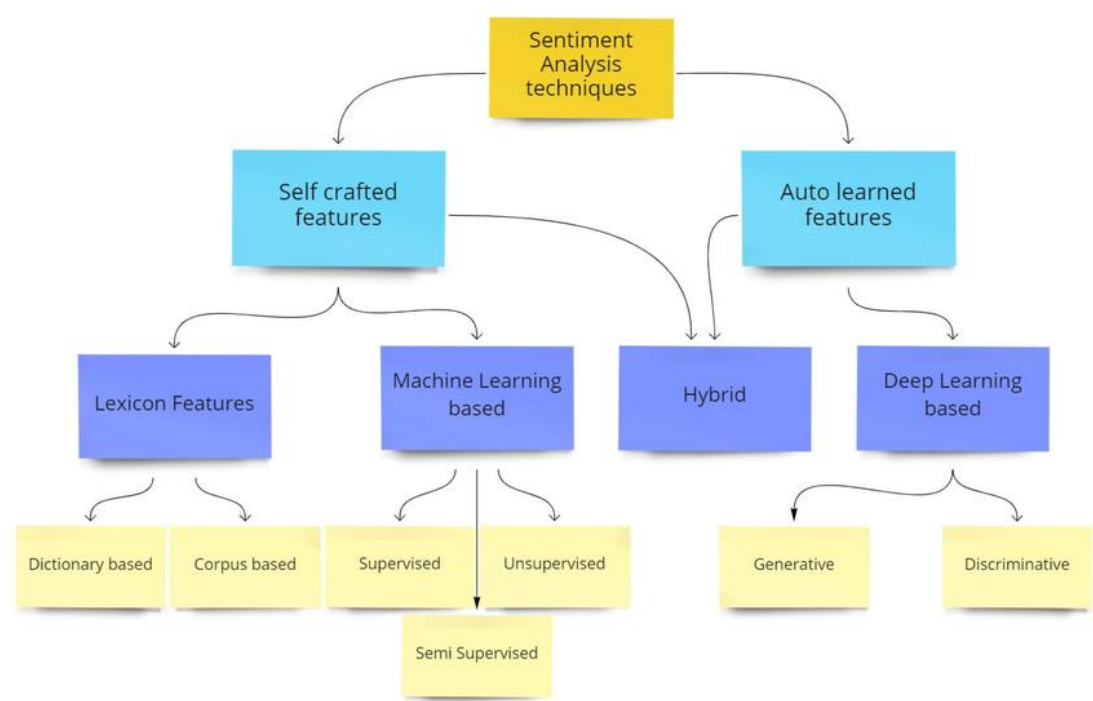 Sentiment
Analysis
techniques
Self crafted
features
Auto learned
features
Lexicon Features
Machine Learning
based
Hybrid
Deep Learning
based
Dictionary based
Corpus based
Supervised
Unsupervised
Generative
Discriminative
Semi Supervised